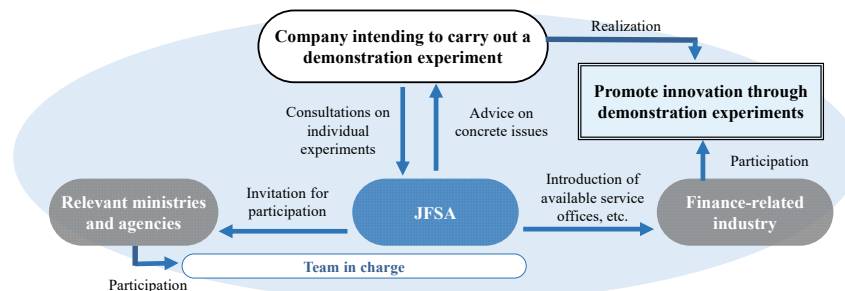 Company intending to carry out a
demonstration experiment
Realization
Promote innovation through
demonstration experiments
Consultations on
individual
experiments
Advice on
concrete issues
Participation
Relevant ministries
and agencies
Invitation for
participation
JFSA
Introduction of
available service
offices, etc.
Finance-related
industry
Team in charge
Participation